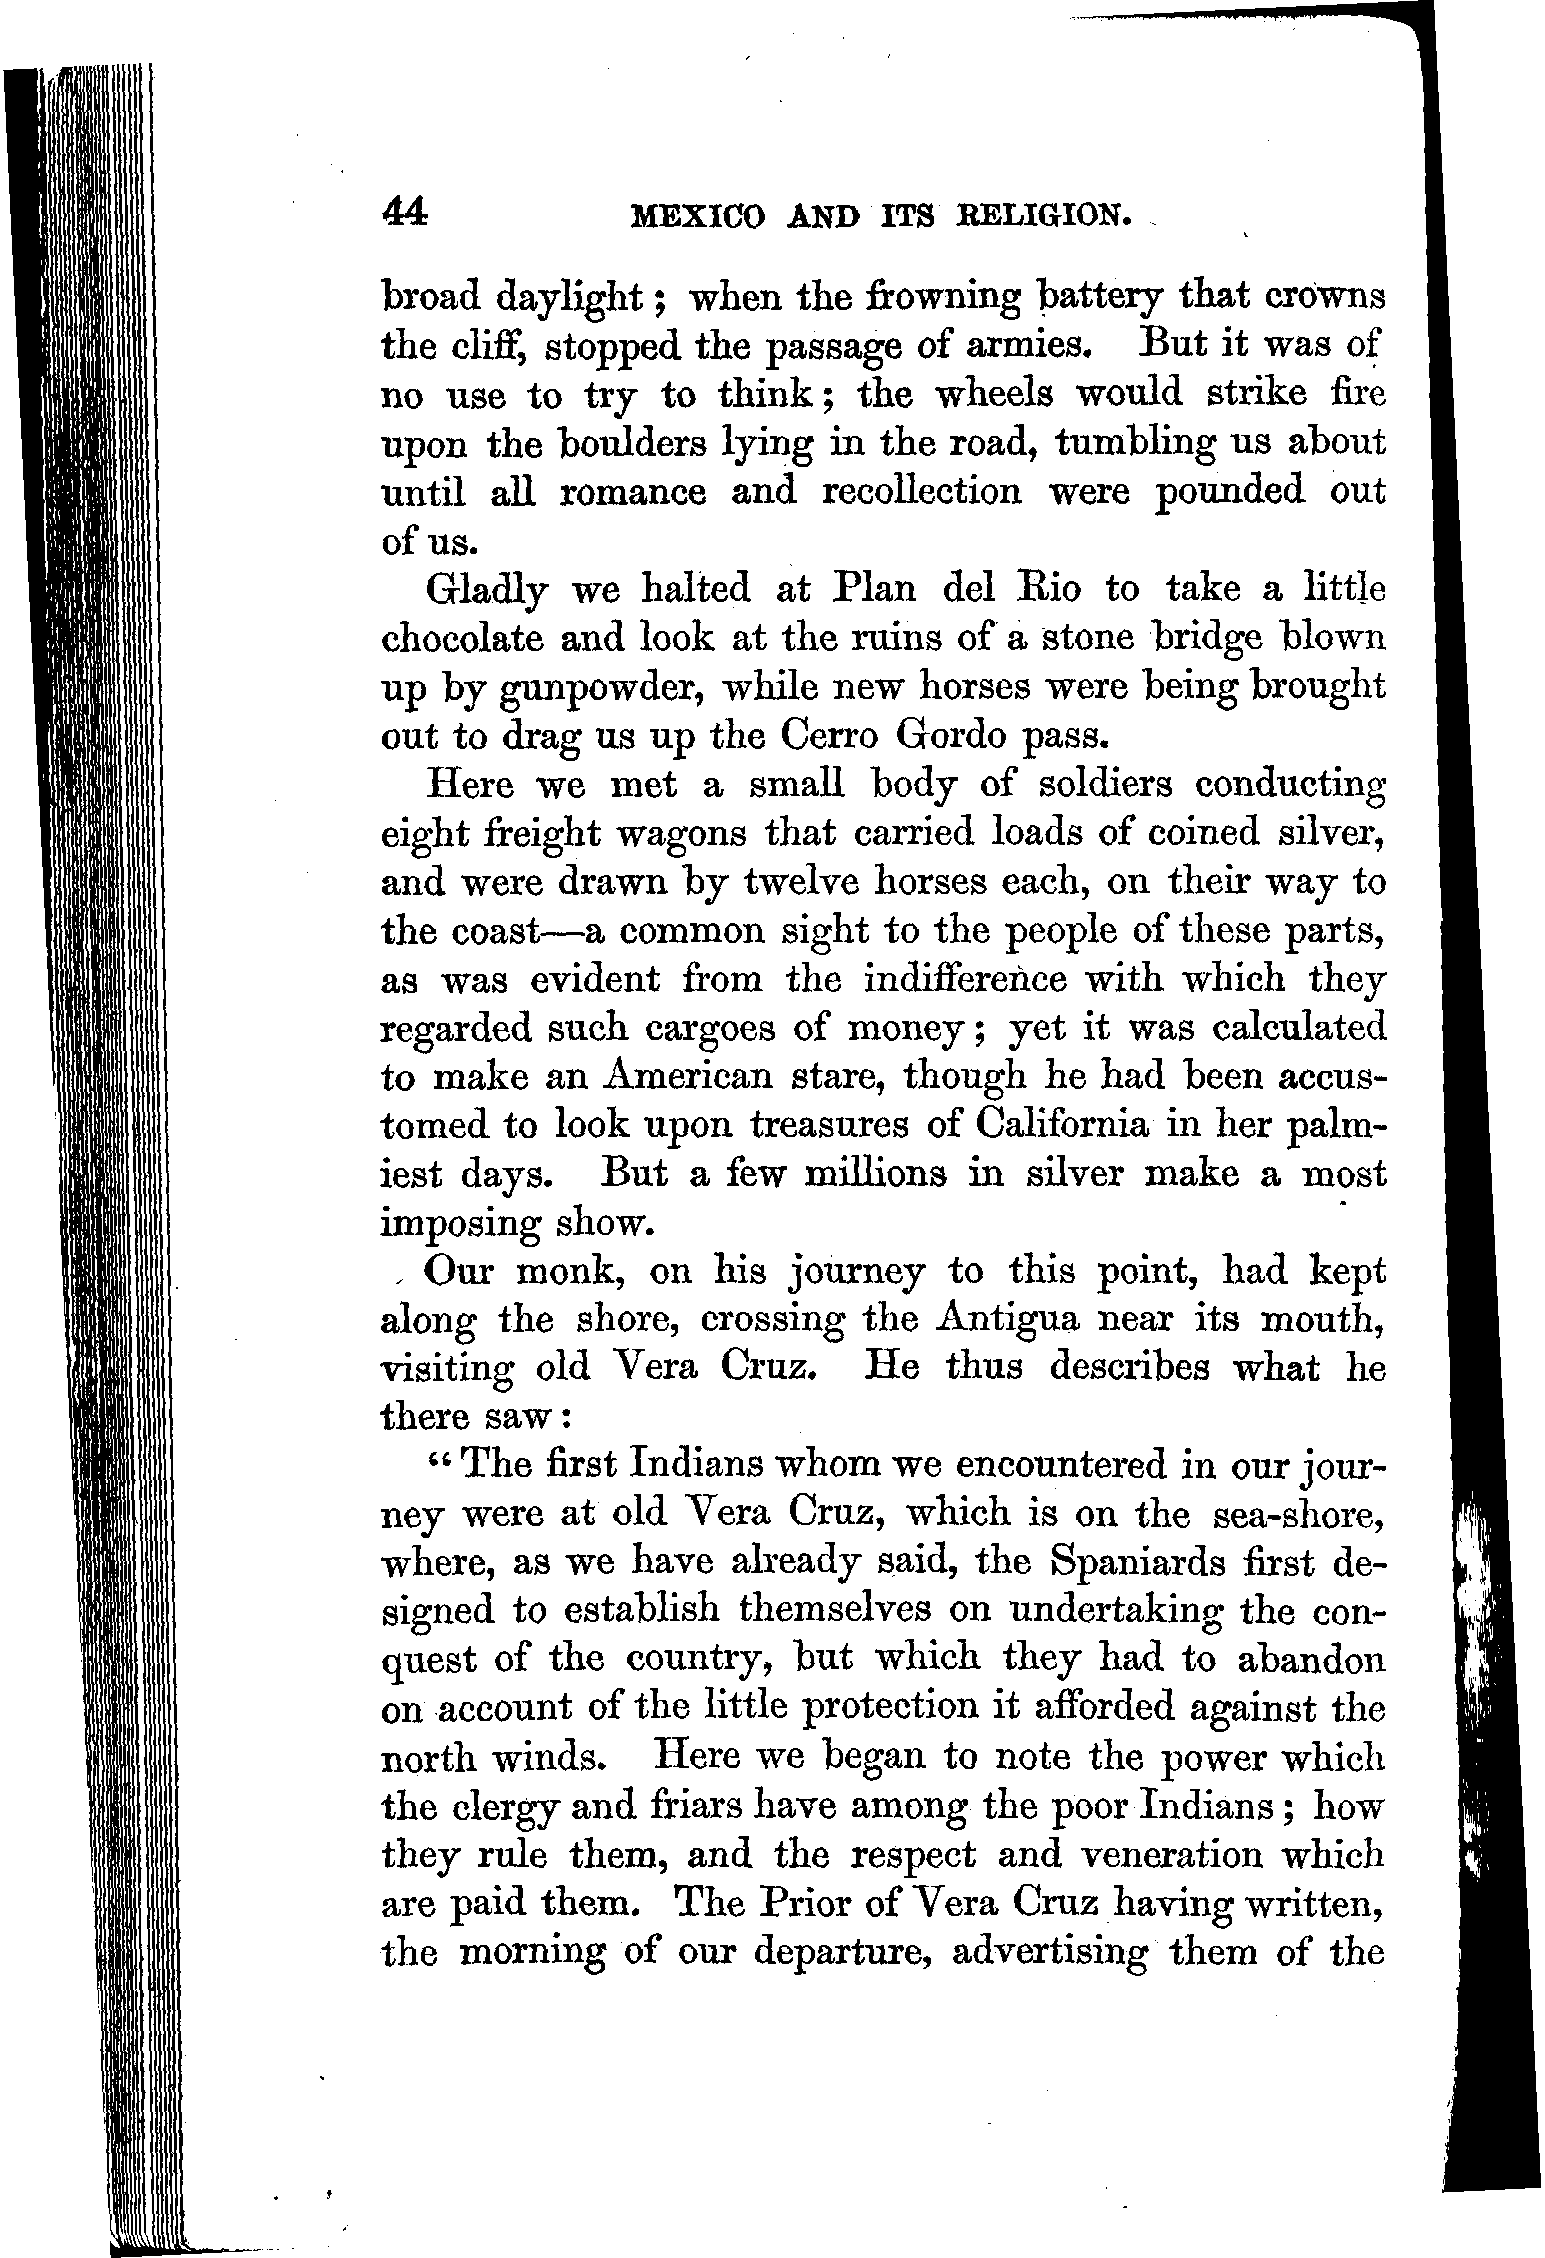 44 MEXICO AND ITS RELIGION.
broad daylight; when the frowning battery that crowns
the cliff, stopped the passage of armies. But it was of
no use to try to think; the wheels would strike fire
upon the boulders lying in the road, tumbling us about
until all romance and recollection were pounded out
of us.
Gladly we halted at Plan del Rio to take a little
chocolate and look at the ruins of a stone bridge blown
up by gunpowder, while new horses were being brought
out to drag us up the Cerro Gordo pass.
Here we met a small body of soldiers conducting
eight freight wagons that carried loads of coined silver,
and were drawn by twelve horses each, on their way to
the coast—a common sight to the people of these parts,
as was evident from the indifference with which they
regarded such cargoes of money; yet it was calculated
to make an American stare, though he had been accus-
tomed to look upon treasures of California in her palm-
iest days. But a few millions in silver make a most
imposing show.
Our monk, on his journey to this point, had kept
along the shore, crossing the Antigua near its mouth,
visiting old Vera Cruz. He thus describes what he
there saw:
“The first Indians whom we encountered in our jour-
ney were at old Vera Cruz, which is on the sea-shore,
where, as we have already said, the Spaniards first de-
signed to establish themselves on undertaking the con-
quest of the country, but which they had to abandon
on account of the little protection it afforded against the
north winds. Here we began to note the power which
the clergy and friars have among the poor Indians; how
they rule them, and the respect and veneration which
are paid them. The Prior of Vera Cruz having written,
the morning of our departure, advertising them of the